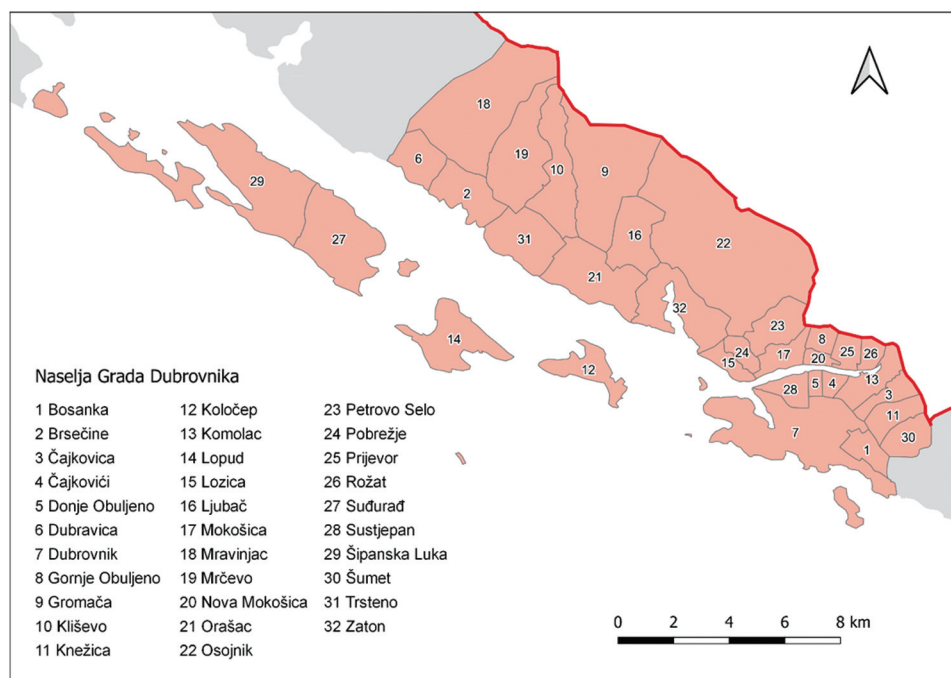 18
6
19
10
9
2
29
16
22
27
31
21
32
23
8
14
24
17
25
26
15
20
12
13
28
5
4
3
11
7
30
1
Naselja Grada Dubrovnika
1 Bosanka
2 Brsečine
3 Čajkovica
4 Čajkovići
5 Donje Obuljeno
6 Dubravica
7 Dubrovnik
8 Gornje Obuljeno
9 Gromača
10 Kliševo
11 Knežica
12 Koločep
13 Komolac
14 Lopud
15 Lozica
16 Ljubač
17 Mokošica
18 Mravinjac
19 Mrčevo
20 Nova Mokošica
21 Orašac
22 Osojnik
23 Petrovo Selo
24 Pobrežje
25 Prijevor
26 Rožat
27 Suđurađ
28 Sustjepan
29 Šipanska Luka
30 Šumet
31 Trsteno
32 Zaton
0 2 4 6 8 km